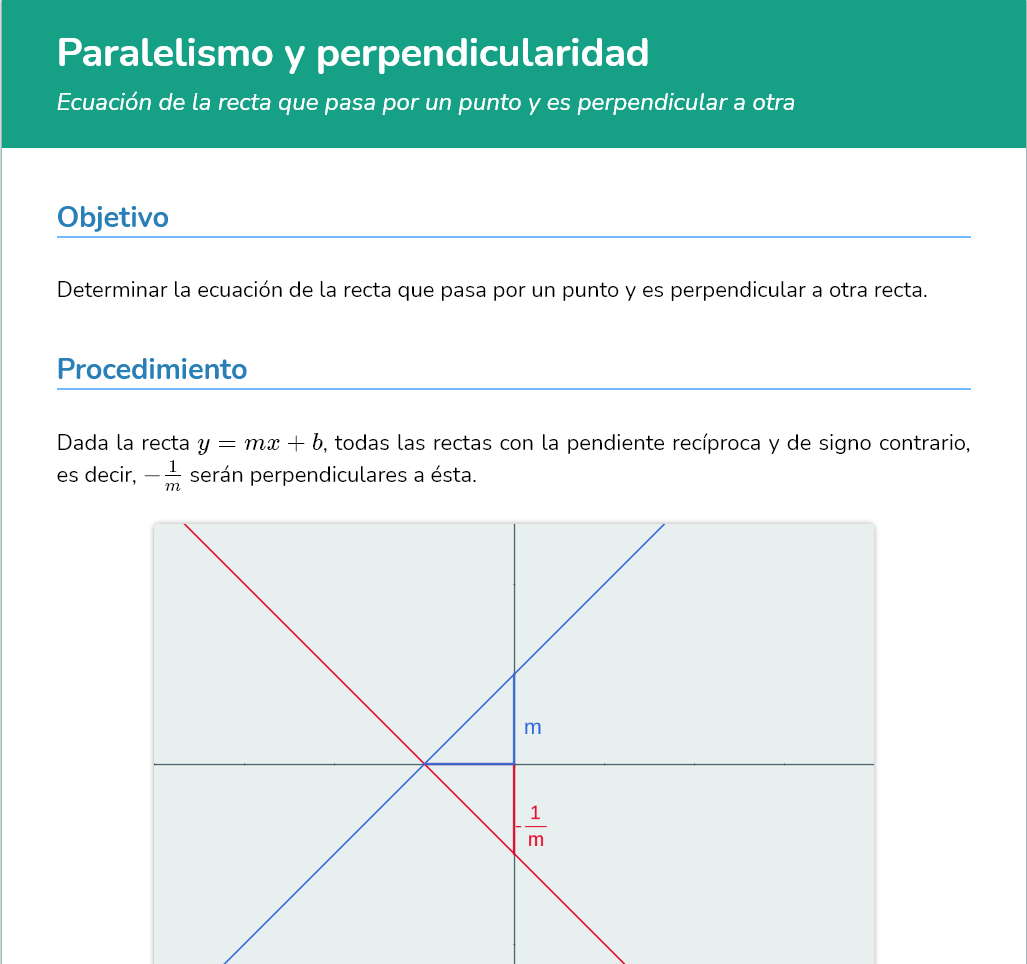 Paralelismo y perpendicularidad
Ecuación de la recta que pasa por un punto y es perpendicular a otra
Objetivo
Determinar la ecuación de la recta que pasa por un punto y es perpendicular a otra recta.
Procedimiento
Dada la recta y = mx + b, todas las rectas con la pendiente recíproca y de signo contrario,
es decir, −1/m serán perpendiculares a ésta.
m
-1/m